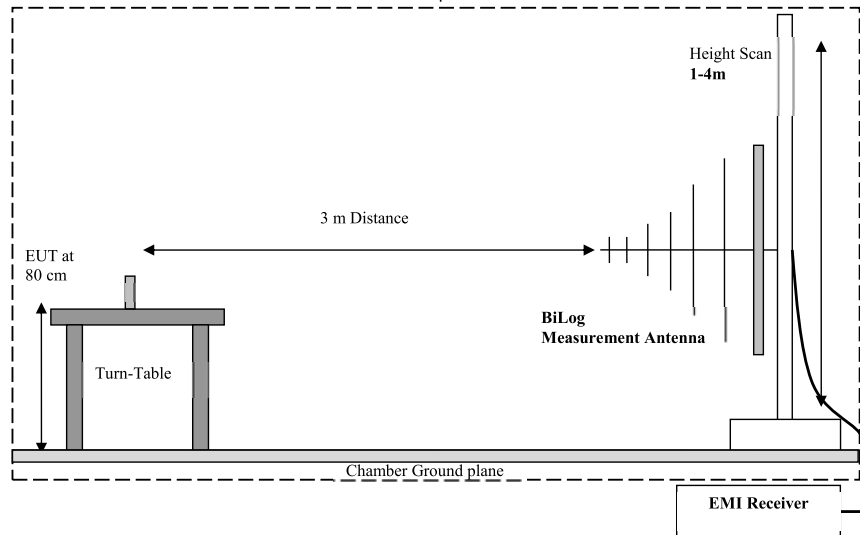 Height Scan
1-4m
3 m Distance
EUT at
80 cm
BiLog
Measurement Antenna
Turn-Table
Chamber Ground plane
EMI Receiver